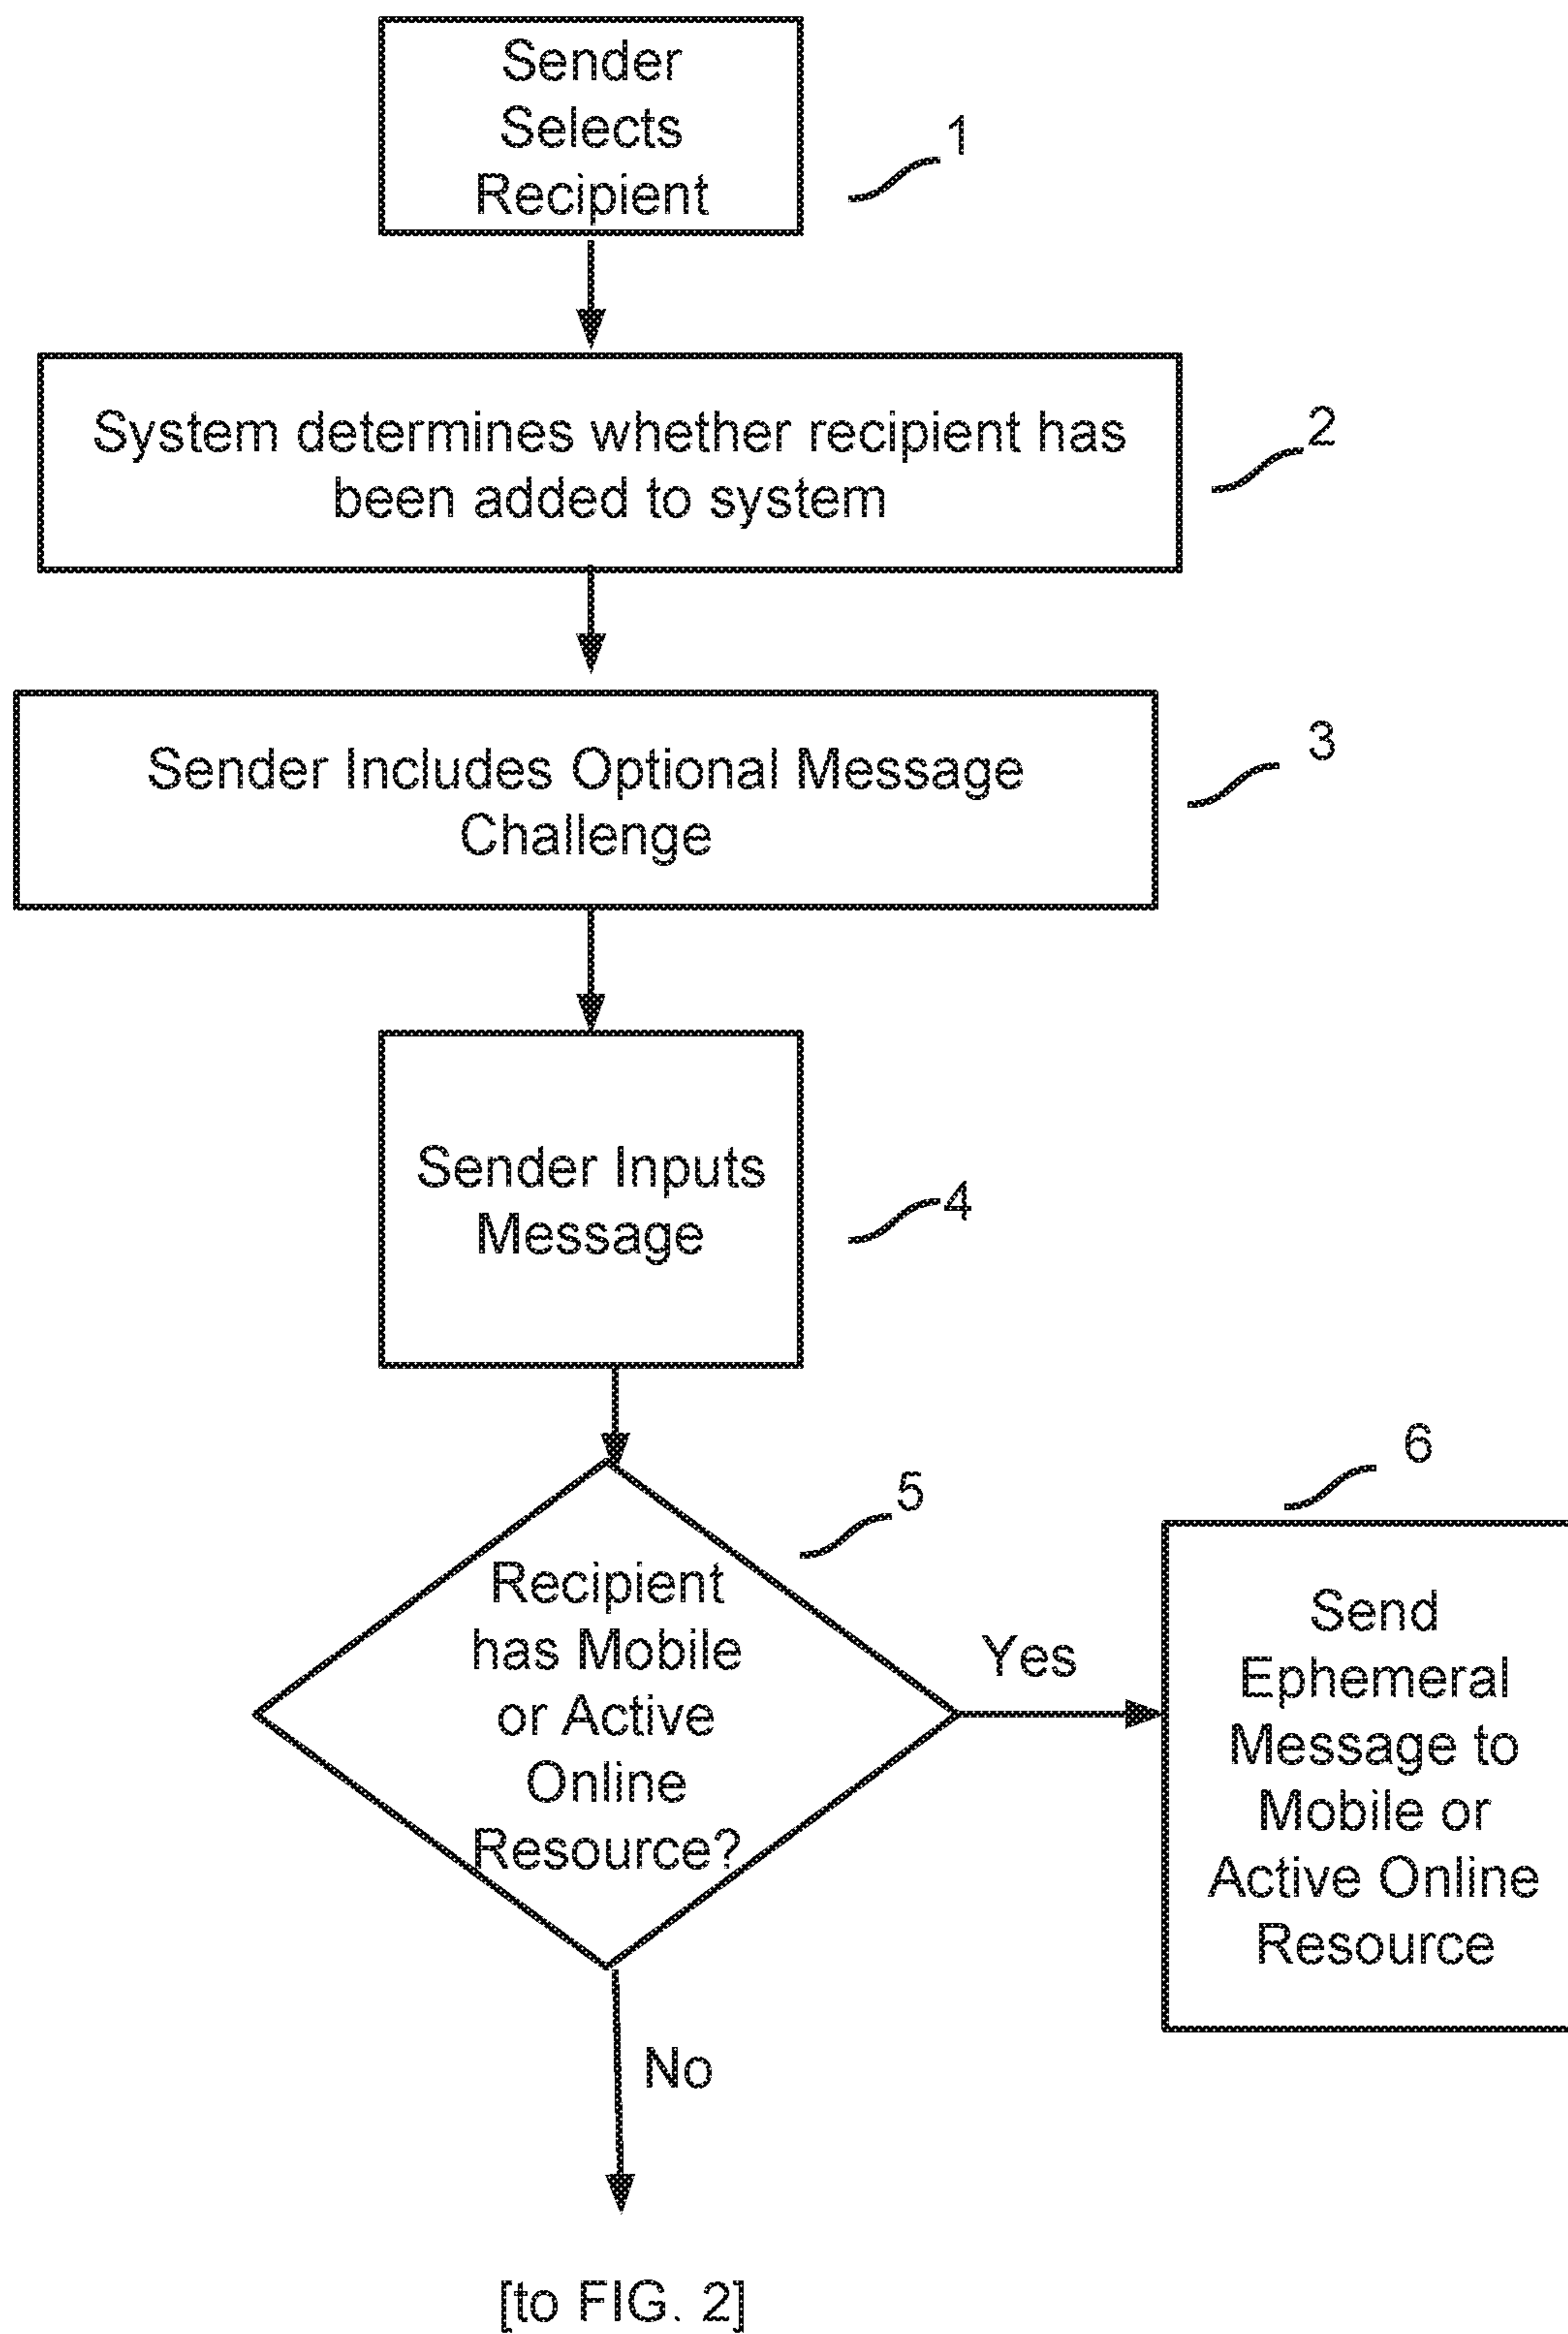 Sender
Selects
Recipient
1
System determines whether recipient has
been added to system
2
Sender Includes Optional Message
Challenge
3
Sender Inputs
Message
4
Recipient
has Mobile
or Active
Online
Resource?
5
Yes
6
Send
Ephemeral
Message to
Mobile or
Active Online
Resource
No
[to FIG. 2]